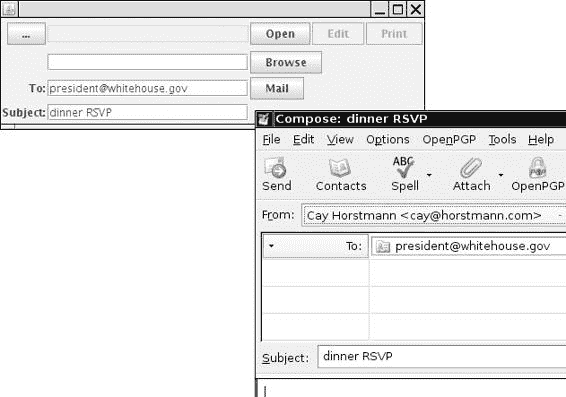 ... Open Edit Print
Browse
To: president@whitehouse.gov Mail
Subject: dinner RSVP
Compose: dinner RSVP
File Edit View Options OpenPGP Tools Help
ABC
Send Contacts Spell Attach OpenPGP
From: Cay Horstmann <cay@horstmann.com> -
To: president@whitehouse.gov
Subject: dinner RSVP